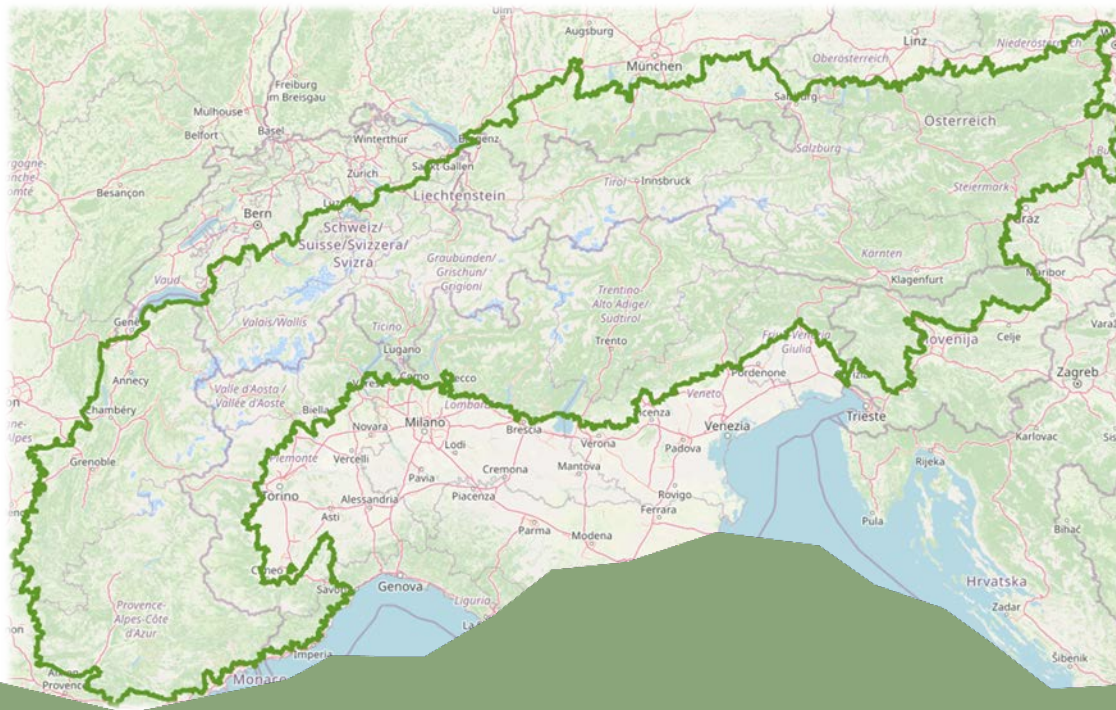 Ulm
Augsburg
Linz
München
Oberösterreich
Niederösterreich
Freiburg
im Breisgau
Mulhouse
Belfort
Basel
Winterthur
Bregenz
Salzburg
Österreich
Besançon
Zürich
Sankt Gallen
Salzburg
Liechtenstein
Tirol
Innsbruck
Steiermark
Bern
Schweiz/
Suisse/Svizzera/
Svizra
Graz
Graubünden/
Grischun/
Grigioni
Kärnten
Klagenfurt
Maribor
Vaud
Trentino-
Alto Adige/
Südtirol
Valais/Wallis
Ticino
Friuli-Venezia
Giulia
Slovenija
Celje
Lugano
Trento
Annecy
Valle d'Aosta /
Vallée d'Aoste
Varese
Como
Lecco
Pordenone
Zagreb
Chambéry
Biella
Lombardia
Veneto
Trieste
Novara
Milano
Brescia
Vicenza
Venezia
Karlovac
Grenoble
Piemonte
Vercelli
Lodi
Verona
Padova
Rijeka
Torino
Pavia
Cremona
Mantova
Alessandria
Piacenza
Rovigo
Asti
Ferrara
Pula
Bihać
Parma
Modena
Cuneo
Savona
Genova
Hrvatska
Provence-
Alpes-Côte
d'Azur
Liguria
Zadar
Imperia
Šibenik
Monaco